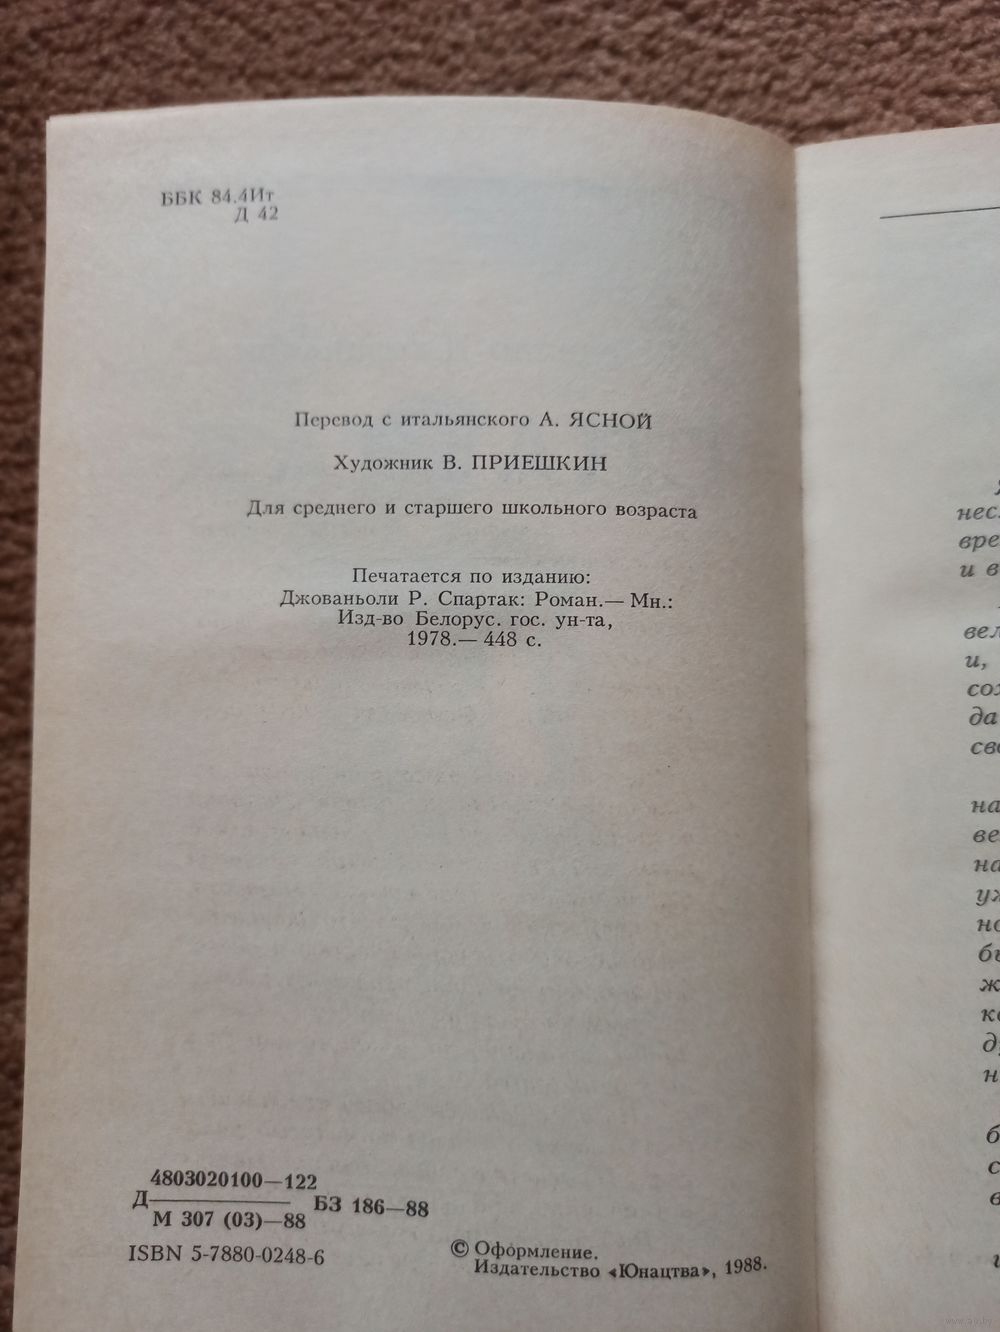 ББК 84.4Ит
Д 42
Перевод с итальянского А. ЯСНОЙ
Художник В. ПРИЕШКИН
Для среднего и старшего школьного возраста
Печатается по изданию:
Джованьоли Р. Спартак: Роман.— Мн.:
Изд-во Белорус. гос. ун-та,
1978.— 448 с.
4803020100—122
Д
БЗ 186—88
М 307 (03)—88
ISBN 5-7880-0248-6
© Оформление.
Издательство «Юнацтва», 1988.
и в
и,
да